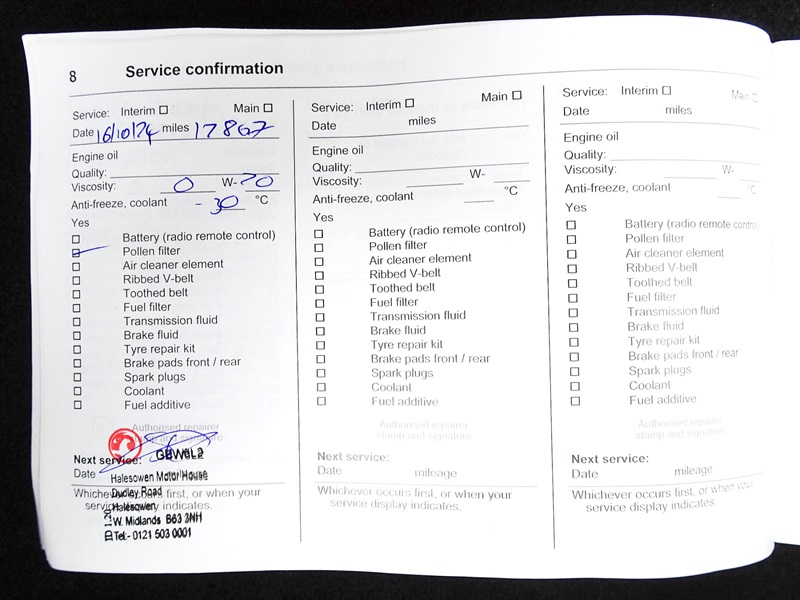 8 Service confirmation
Service: Interim ☐ Main ☐
Date 16/10/24 miles 17867
Engine oil
Quality:
Viscosity: 0 W- 20
Anti-freeze, coolant - 30 °C
Yes
☐ Battery (radio remote control)
☑ Pollen filter
☐ Air cleaner element
☐ Ribbed V-belt
☐ Toothed belt
☐ Fuel filter
☐ Transmission fluid
☐ Brake fluid
☐ Tyre repair kit
☐ Brake pads front / rear
☐ Spark plugs
☐ Coolant
☐ Fuel additive
Authorised repairer
stamp and signature
Next service:
Date
Whichever occurs first, or when your
service display indicates.
Halesowen Motor House
Dudley Road
Halesowen
W. Midlands B63 3NH
Tel:- 0121 503 0001
Service: Interim ☐ Main ☐
Date miles
Engine oil
Quality:
Viscosity: W-
Anti-freeze, coolant °C
Yes
☐ Battery (radio remote control)
☐ Pollen filter
☐ Air cleaner element
☐ Ribbed V-belt
☐ Toothed belt
☐ Fuel filter
☐ Transmission fluid
☐ Brake fluid
☐ Tyre repair kit
☐ Brake pads front / rear
☐ Spark plugs
☐ Coolant
☐ Fuel additive
Authorised repairer
stamp and signature
Next service:
Date mileage
Whichever occurs first, or when your
service display indicates.
Service: Interim ☐ Main ☐
Date miles
Engine oil
Quality:
Viscosity: W-
Anti-freeze, coolant °C
Yes
☐ Battery (radio remote control)
☐ Pollen filter
☐ Air cleaner element
☐ Ribbed V-belt
☐ Toothed belt
☐ Fuel filter
☐ Transmission fluid
☐ Brake fluid
☐ Tyre repair kit
☐ Brake pads front / rear
☐ Spark plugs
☐ Coolant
☐ Fuel additive
Authorised repairer
stamp and signature
Next service:
Date mileage
Whichever occurs first, or when your
service display indicates.